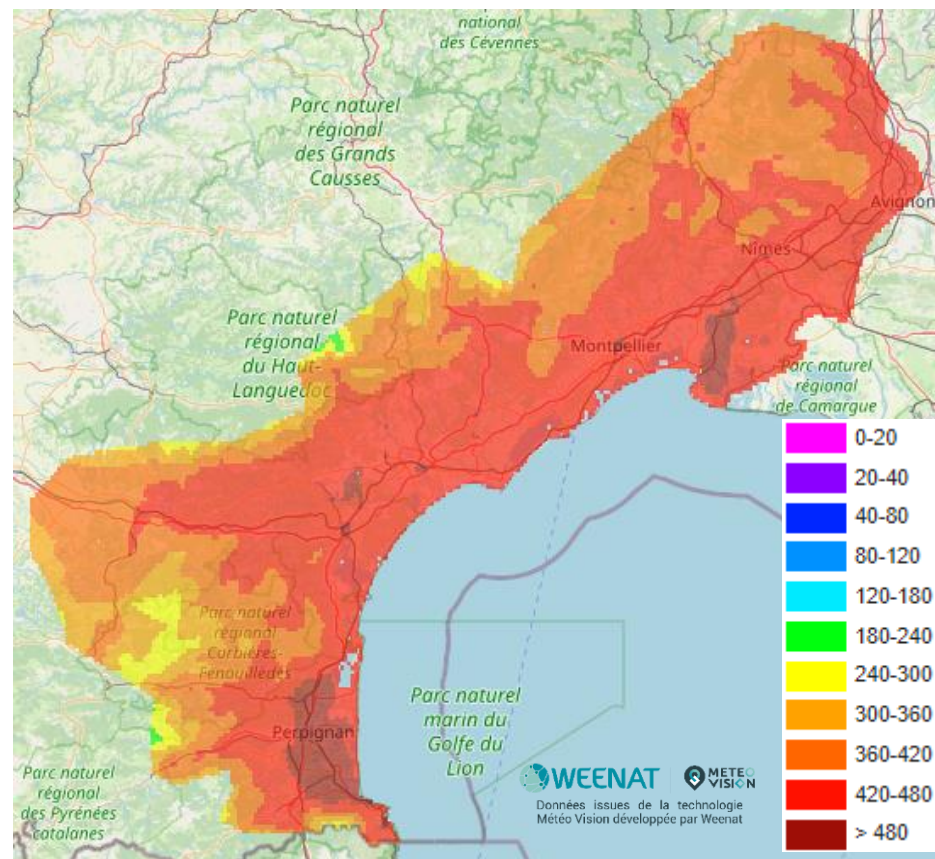 national
des Cévennes
Parc naturel
régional
des Grands
Causses
Avignon
Nîmes
Parc naturel
régional
du Haut-
Languedoc
Montpellier
Parc naturel
régional
de Camargue
0-20
20-40
40-80
80-120
120-180
180-240
240-300
300-360
360-420
420-480
> 480
Parc naturel
régional
Corbières-
Fenouillèdes
Parc naturel
marin du
Golfe du
Lion
Perpignan
Parc naturel
régional
des Pyrénées
catalanes
WEENAT
METEO
VISION
Données issues de la technologie
Météo Vision développée par Weenat